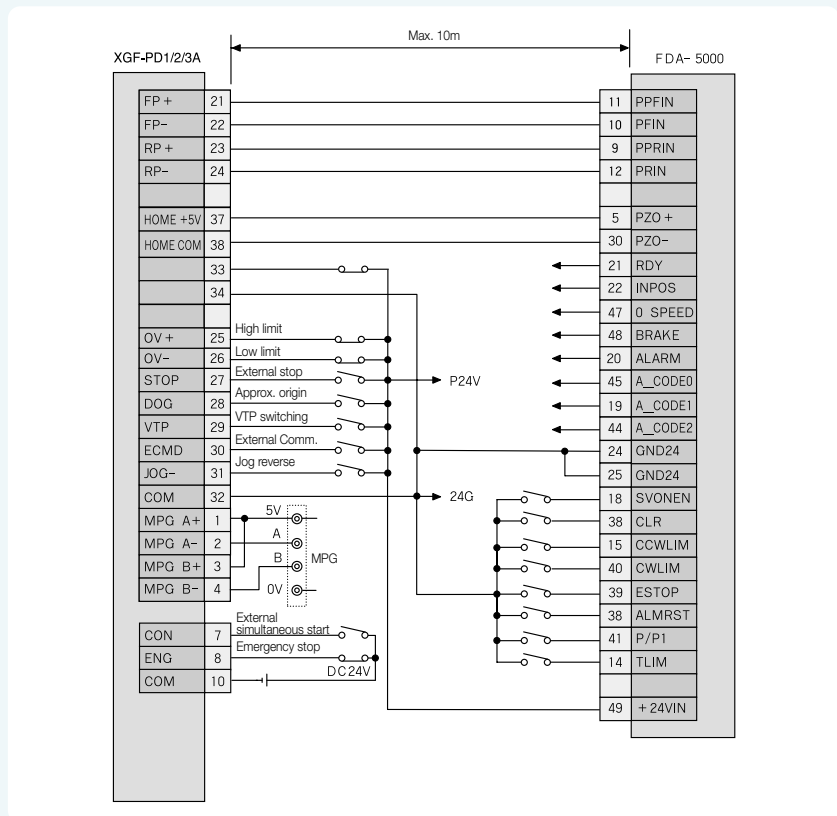 Max. 10m
XGF-PD1/2/3A
FDA-5000
FP+ 21
FP- 22
RP+ 23
RP- 24
HOME +5V 37
HOME COM 38
33
34
OV+ 25 High limit
OV- 26 Low limit
STOP 27 External stop
DOG 28 Approx. origin
VTP 29 VTP switching
ECMD 30 External Comm.
JOG- 31 Jog reverse
COM 32
MPG A+ 1
MPG A- 2
MPG B+ 3
MPG B- 4
5V
A
B
0V
MPG
P24V
24G
CON 7 External simultaneous start
ENG 8 Emergency stop
COM 10
DC24V
11 PPFIN
10 PFIN
9 PPRIN
12 PRIN
5 PZO+
30 PZO-
21 RDY
22 INPOS
47 0 SPEED
48 BRAKE
20 ALARM
45 A_CODE0
19 A_CODE1
44 A_CODE2
24 GND24
25 GND24
18 SVONEN
38 CLR
15 CCWLIM
40 CWLIM
39 ESTOP
38 ALMRST
41 P/P1
14 TLIM
49 +24VIN